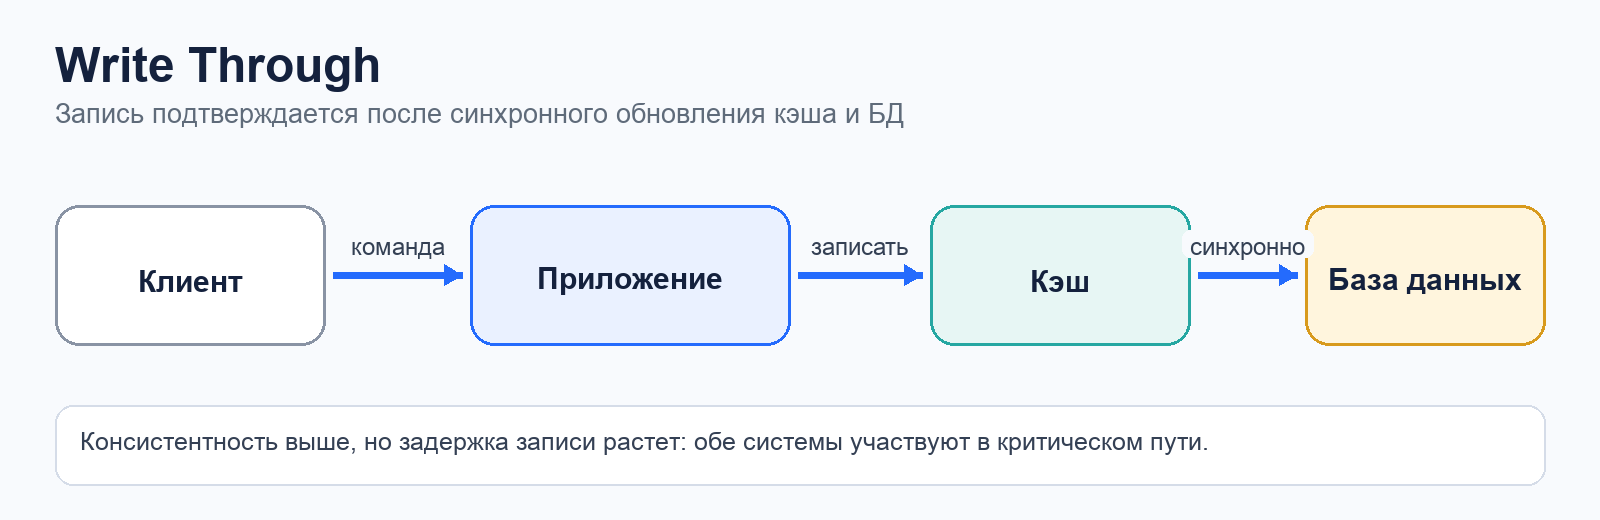 Write Through
Запись подтверждается после синхронного обновления кэша и БД
команда
записать
синхронно
Клиент
Приложение
Кэш
База данных
Консистентность выше, но задержка записи растет: обе системы участвуют в критическом пути.